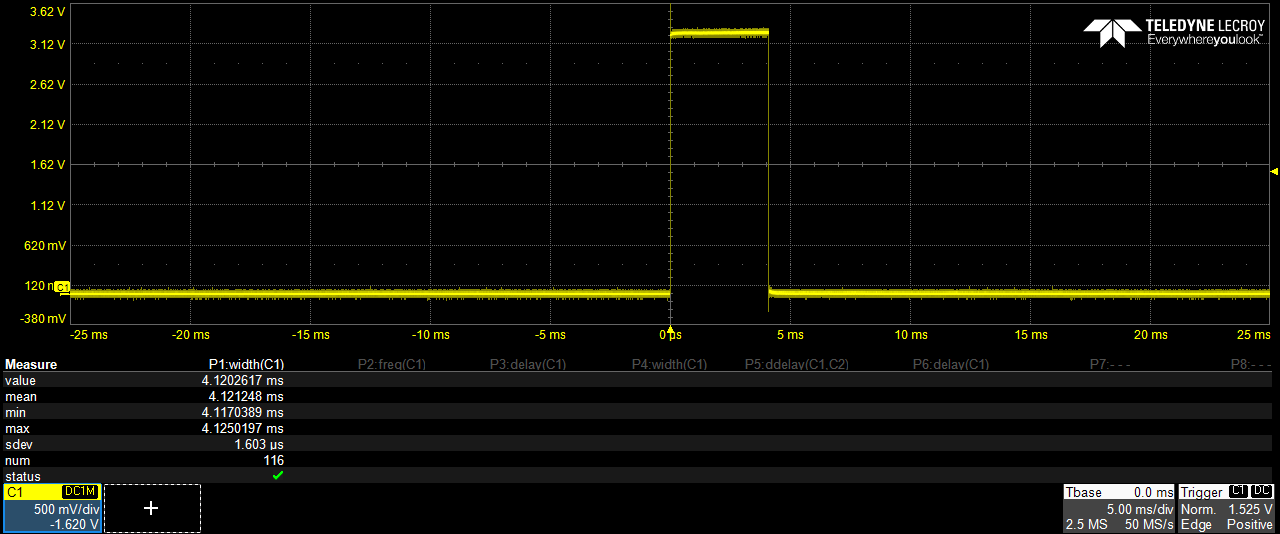 3.62 V
TELEDYNE LECROY
Everywhereyoulook™
3.12 V
2.62 V
2.12 V
1.62 V
1.12 V
620 mV
120 m
C1
-380 mV
-25 ms -20 ms -15 ms -10 ms -5 ms 0 µs 5 ms 10 ms 15 ms 20 ms 25 ms
Measure P1:width(C1) P2:freq(C1) P3:delay(C1) P4:width(C1) P5:ddelay(C1,C2) P6:delay(C1) P7:- - - P8:- - -
value 4.1202617 ms
mean 4.121248 ms
min 4.1170389 ms
max 4.1250197 ms
sdev 1.603 µs
num 116
status ✓
C1 DC1M
500 mV/div
-1.620 V
+
Tbase 0.0 ms
5.00 ms/div
2.5 MS 50 MS/s
Trigger C1 DC
Norm. 1.525 V
Edge Positive